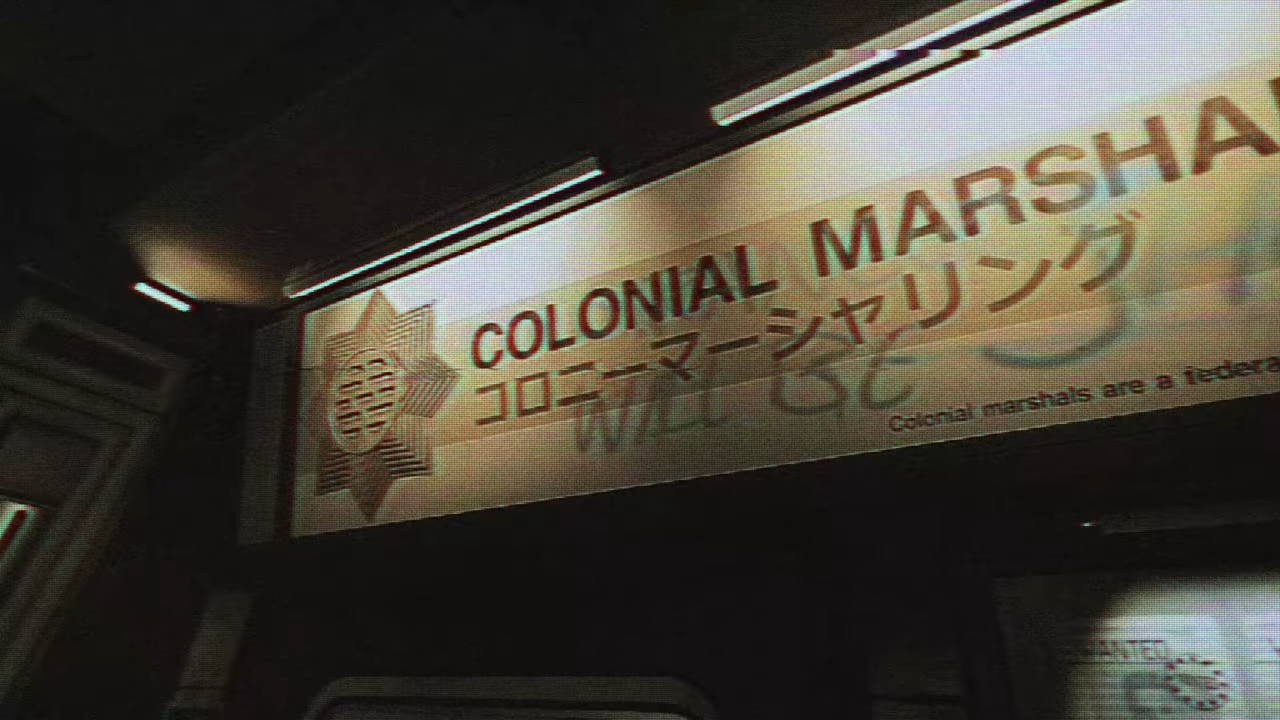 COLONIAL MARSHA
コロニーマーシャリング
WILL BE
Colonial marshals are a federa
ANTED